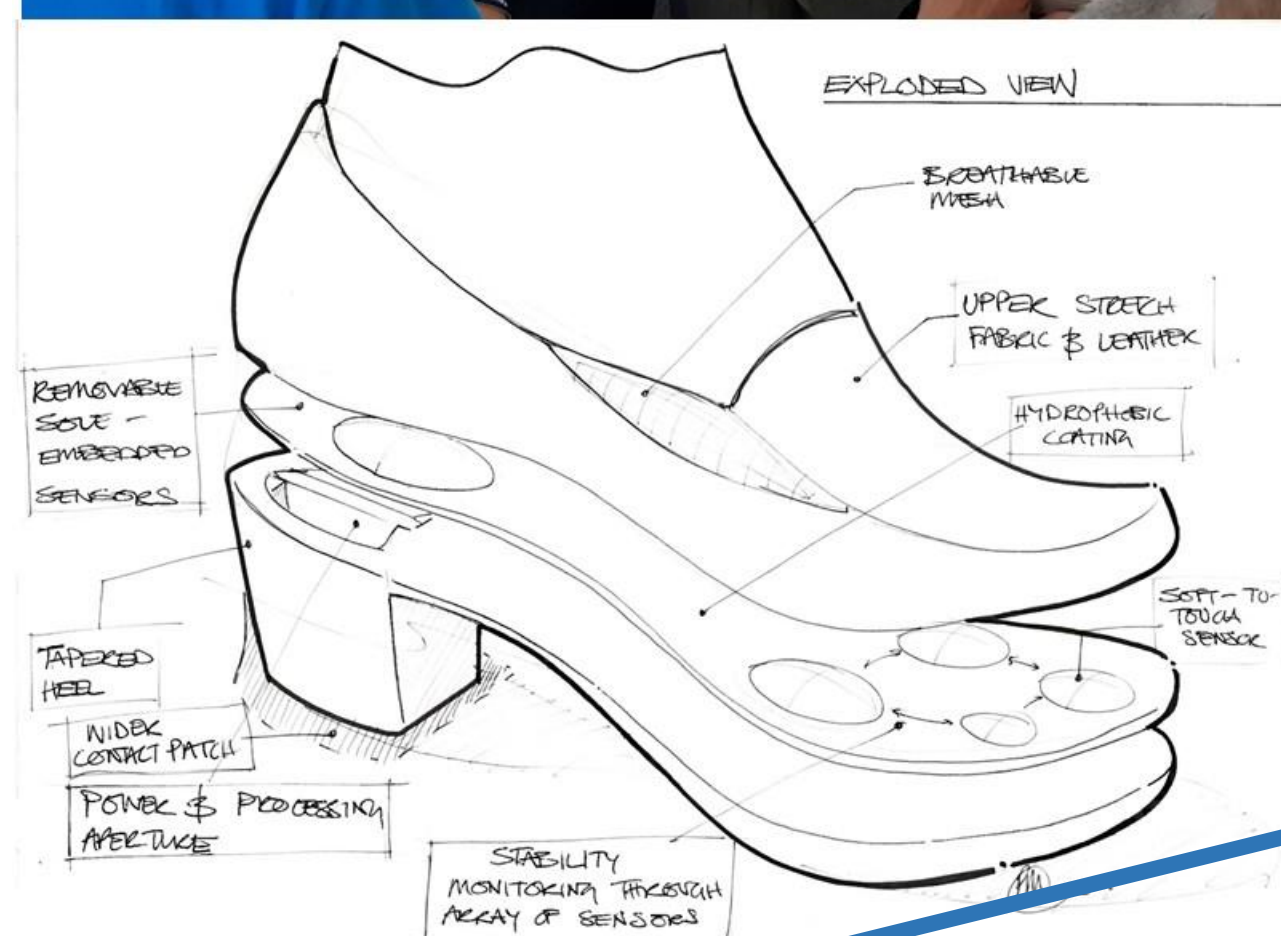 EXPLODED VIEW
BREATHABLE
MESH
UPPER STRETCH
FABRIC & LEATHER
HYDROPHOBIC
COATING
REMOVABLE
SOLE -
EMBEDDED
SENSORS
SOFT-TO-
TOUCH
SENSOR
TAPERED
HEEL
WIDER
CONTACT PATCH
POWER & PROCESSING
APERTURE
STABILITY
MONITORING THROUGH
ARRAY OF SENSORS